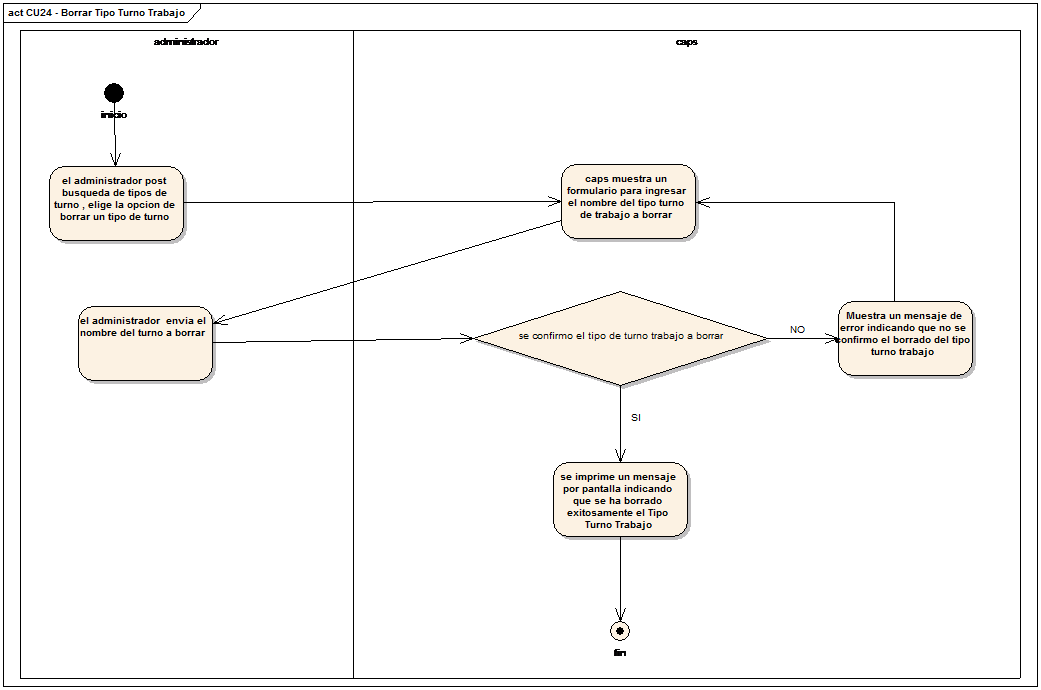 act CU24 - Borrar Tipo Turno Trabajo
administrador
caps
inicio
el administrador post
busqueda de tipos de
turno , elige la opcion de
borrar un tipo de turno
caps muestra un
formulario para ingresar
el nombre del tipo turno
de trabajo a borrar
el administrador envia el
nombre del turno a borrar
se confirmo el tipo de turno trabajo a borrar
NO
Muestra un mensaje de
error indicando que no se
confirmo el borrado del tipo
turno trabajo
SI
se imprime un mensaje
por pantalla indicando
que se ha borrado
exitosamente el Tipo
Turno Trabajo
fin